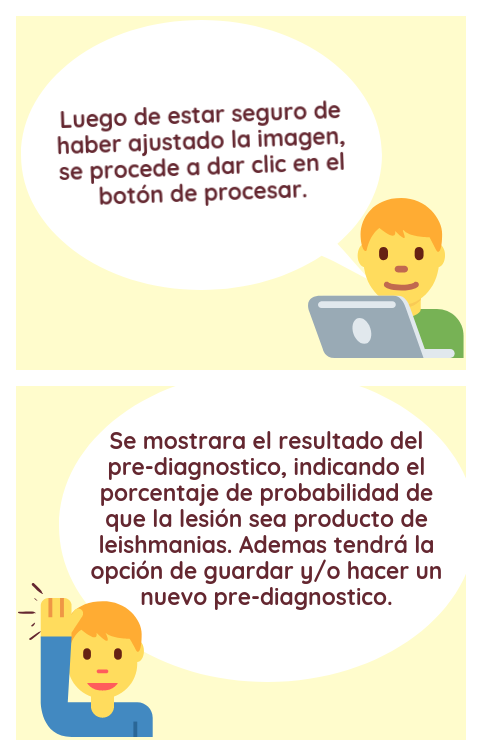 Luego de estar seguro de
haber ajustado la imagen,
se procede a dar clic en el
botón de procesar.
Se mostrara el resultado del
pre-diagnostico, indicando el
porcentaje de probabilidad de
que la lesión sea producto de
leishmanias. Ademas tendrá la
opción de guardar y/o hacer un
nuevo pre-diagnostico.